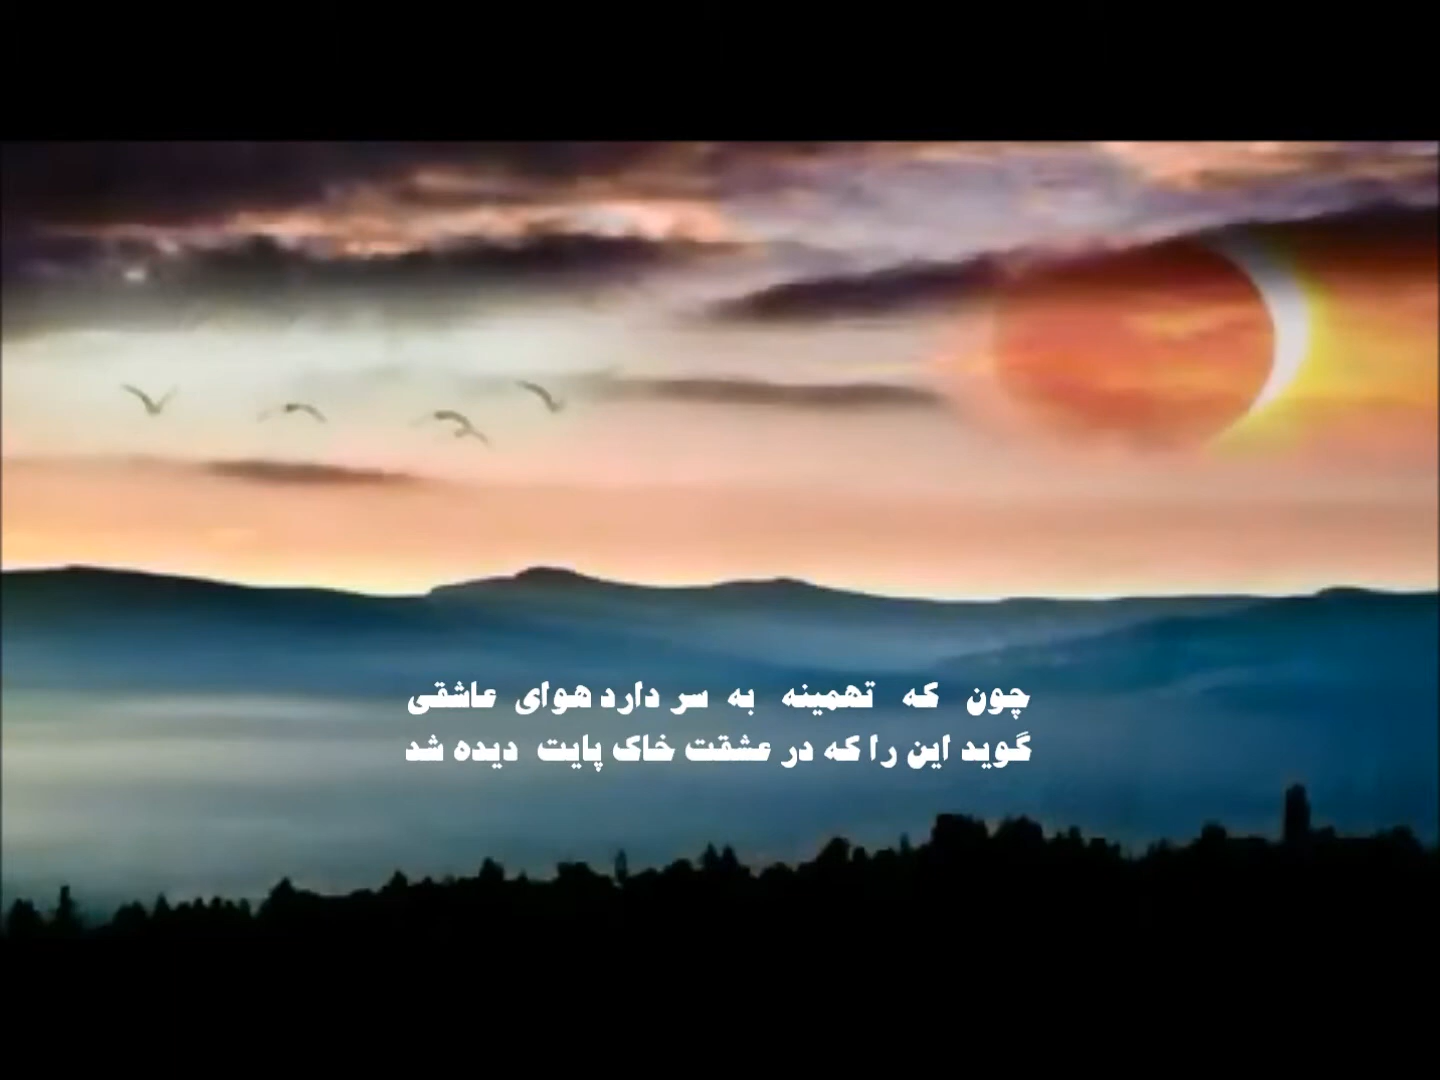 چون که تهمینه به سر دارد هوای عاشقی
گوید این را که در عشقت خاک پایت دیده شد